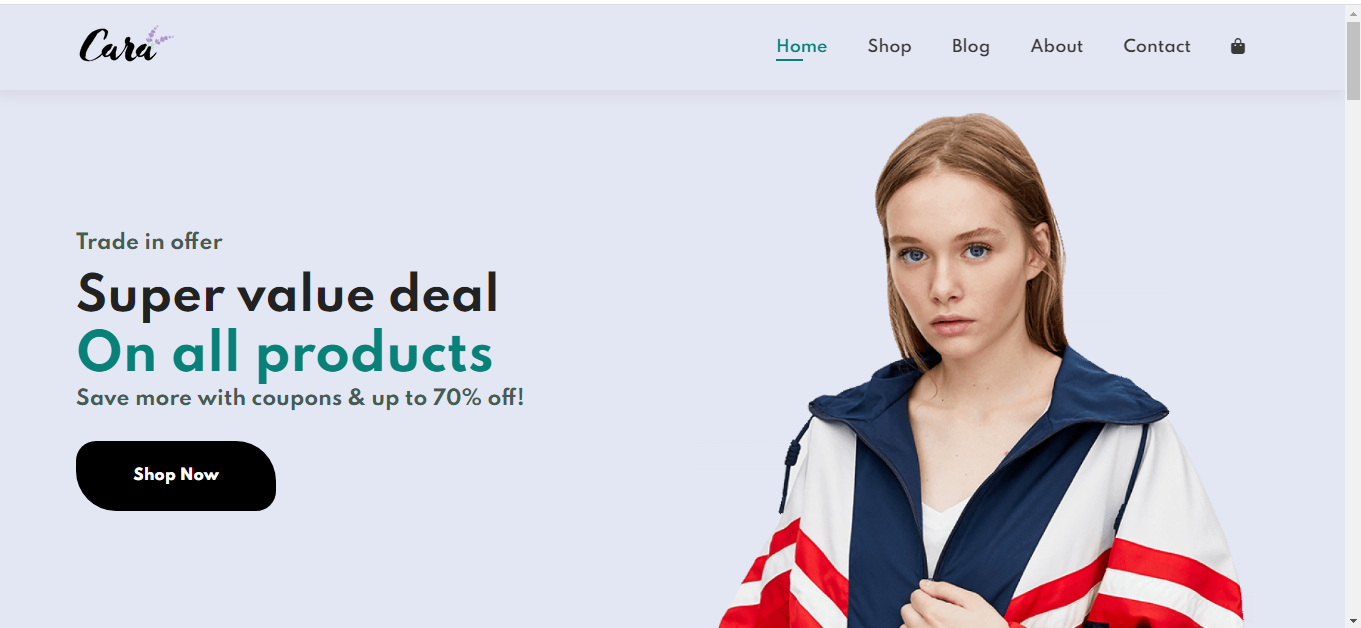 Cara
Home Shop Blog About Contact
Trade in offer
Super value deal
On all products
Save more with coupons & up to 70% off!
Shop Now